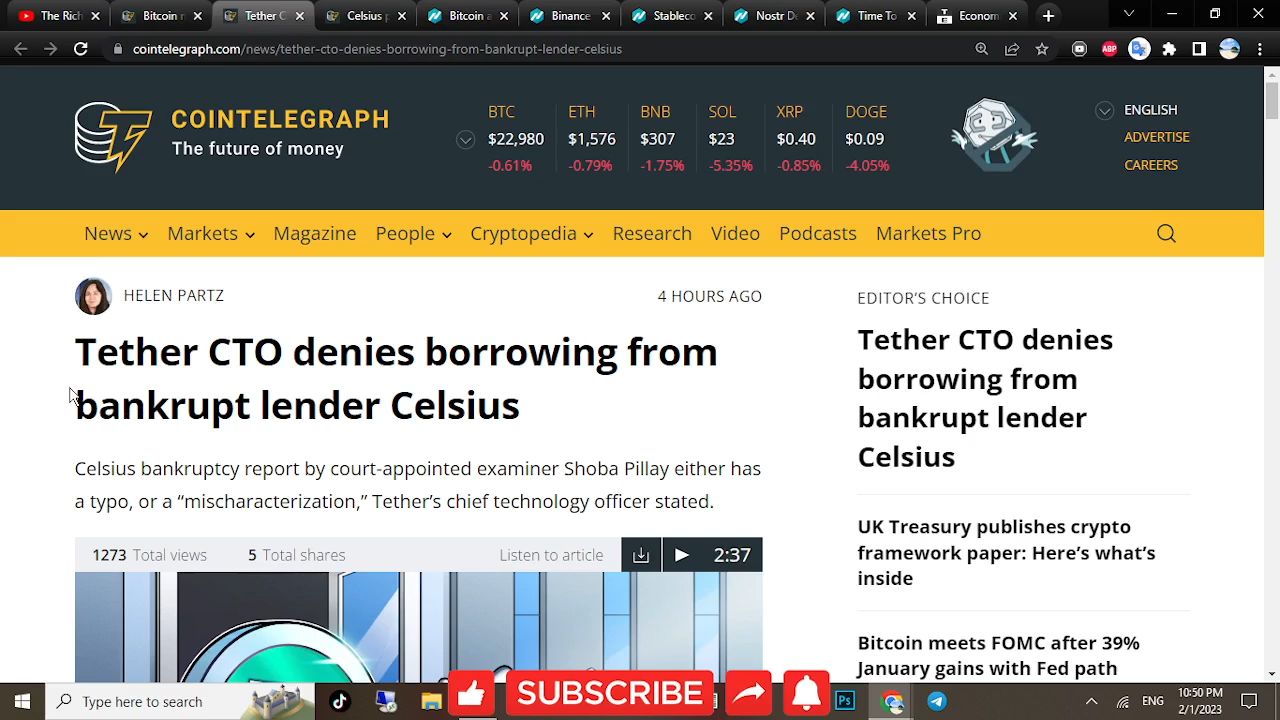 The Rich
Bitcoin n
Tether C
Celsius p
Bitcoin a
Binance
Stableco
Nostr De
Time To
Econom
cointelegraph.com/news/tether-cto-denies-borrowing-from-bankrupt-lender-celsius
ABP
COINTELEGRAPH
The future of money
BTC ETH BNB SOL XRP DOGE
$22,980 $1,576 $307 $23 $0.40 $0.09
-0.61% -0.79% -1.75% -5.35% -0.85% -4.05%
ENGLISH
ADVERTISE
CAREERS
News Markets Magazine People Cryptopedia Research Video Podcasts Markets Pro
HELEN PARTZ
4 HOURS AGO
Tether CTO denies borrowing from
bankrupt lender Celsius
Celsius bankruptcy report by court-appointed examiner Shoba Pillay either has
a typo, or a “mischaracterization,” Tether’s chief technology officer stated.
1273 Total views 5 Total shares Listen to article 2:37
EDITOR’S CHOICE
Tether CTO denies
borrowing from
bankrupt lender
Celsius
UK Treasury publishes crypto
framework paper: Here’s what’s
inside
Bitcoin meets FOMC after 39%
January gains with Fed path
Type here to search
SUBSCRIBE
Ps
ENG
10:50 PM
2/1/2023